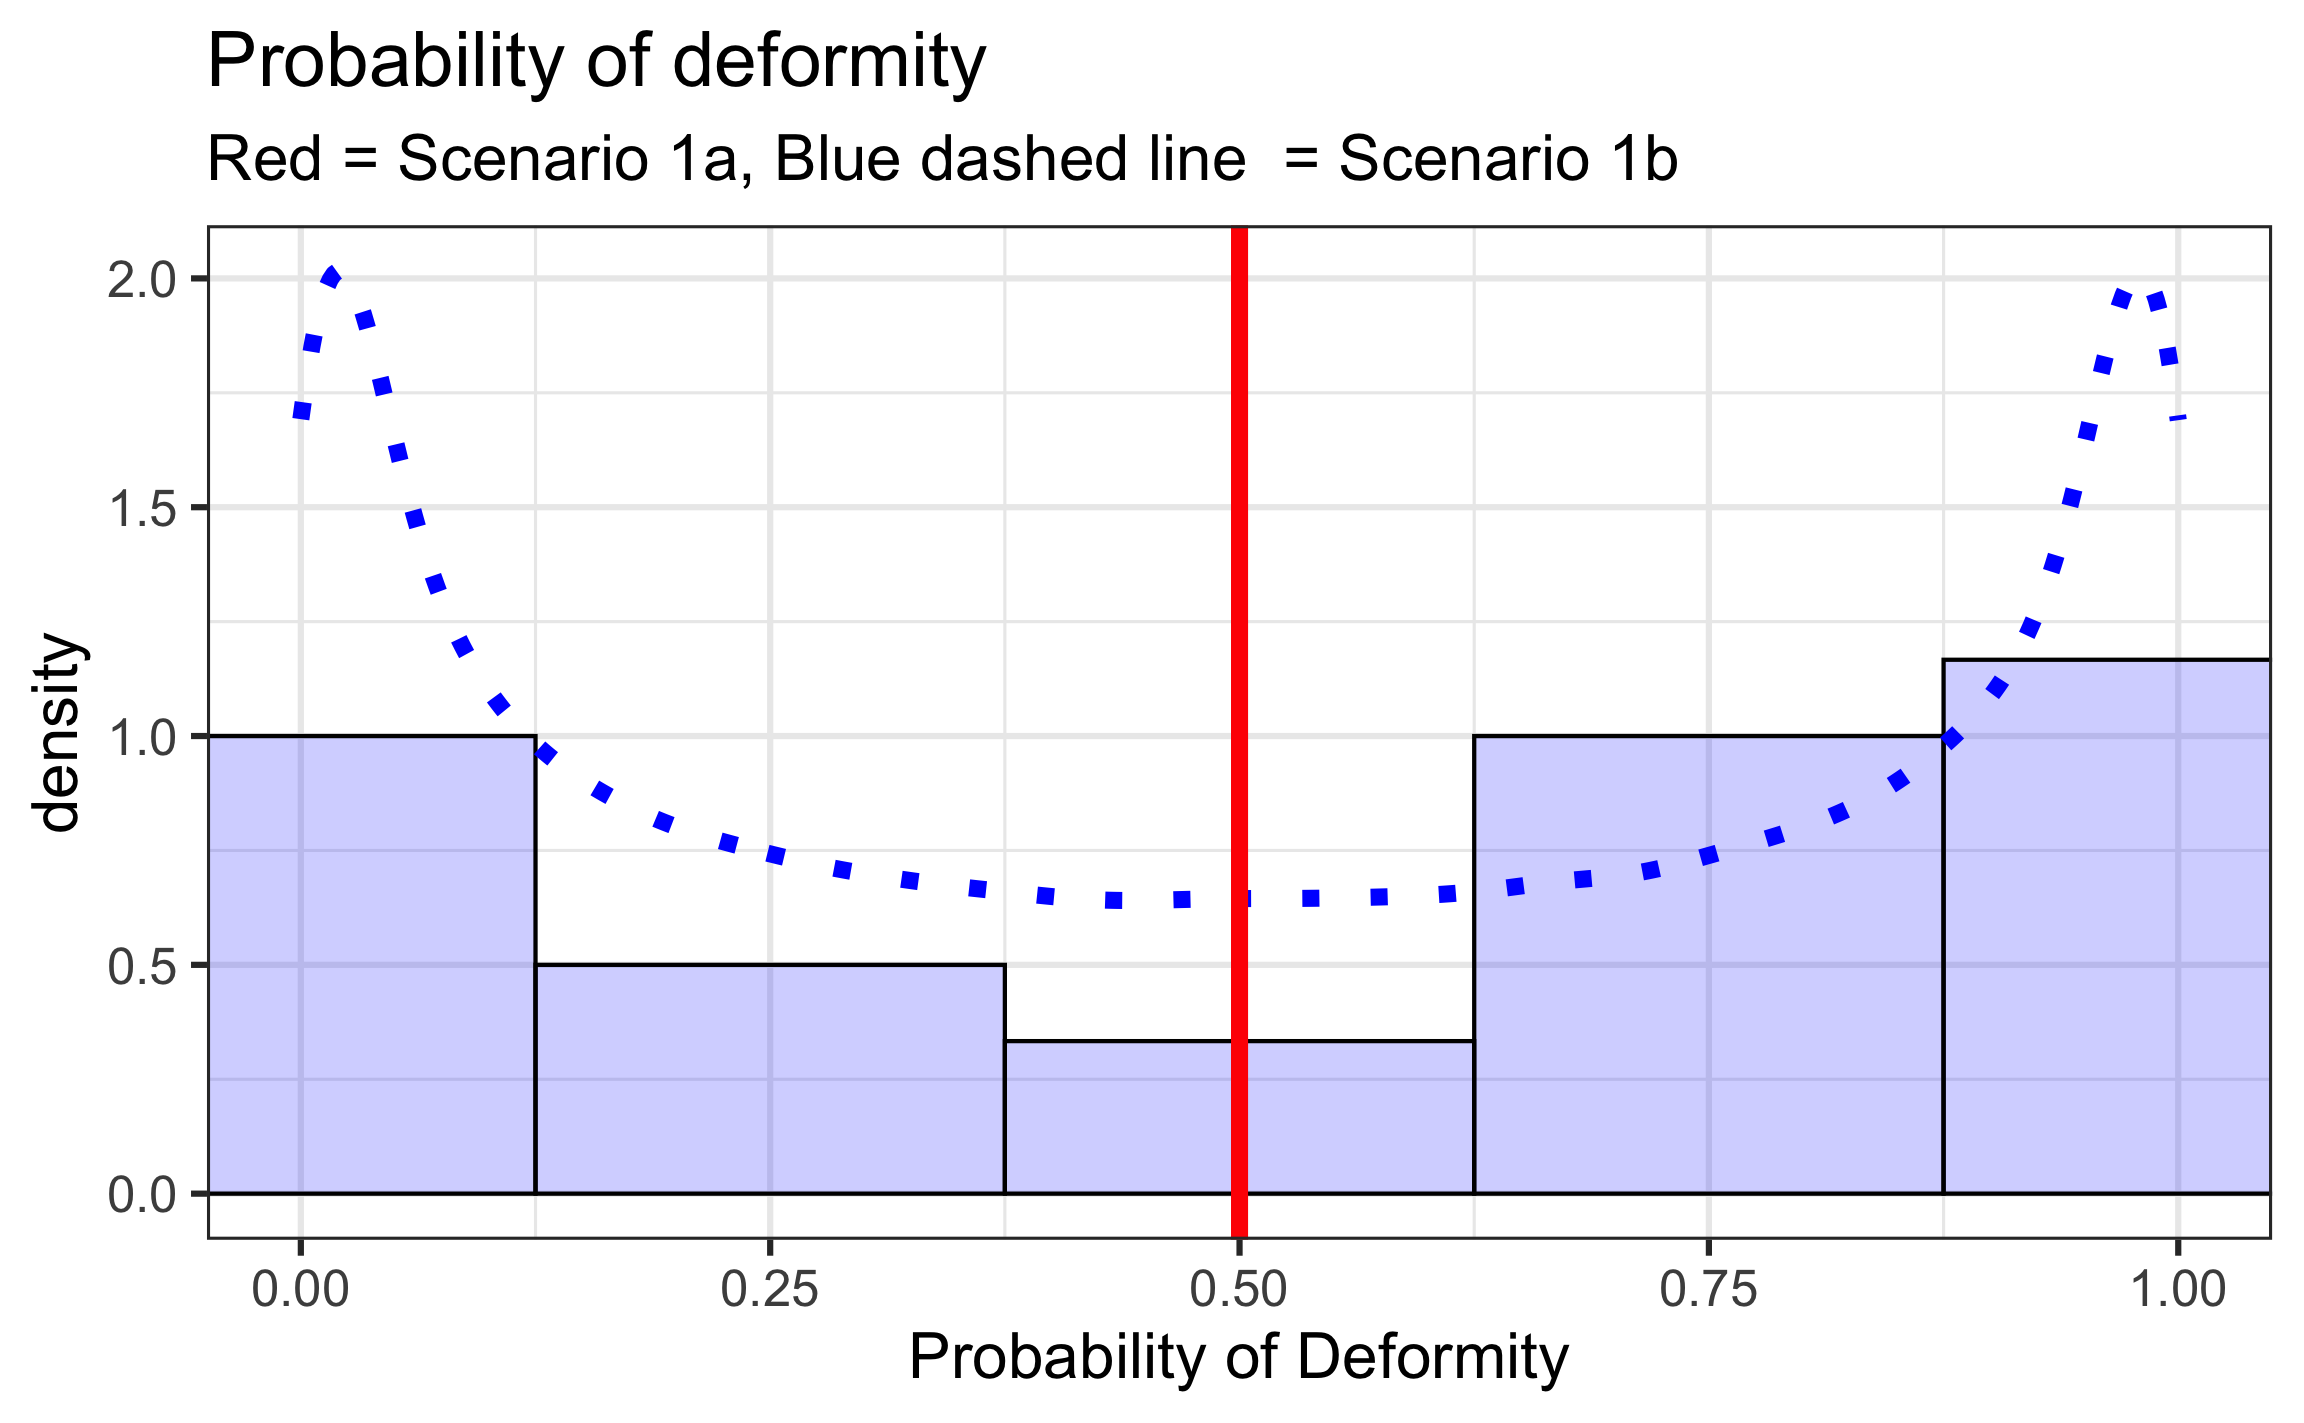 Probability of deformity
Red = Scenario 1a, Blue dashed line  = Scenario 1b
density
2.0
1.5
1.0
0.5
0.0
0.00 0.25 0.50 0.75 1.00
Probability of Deformity